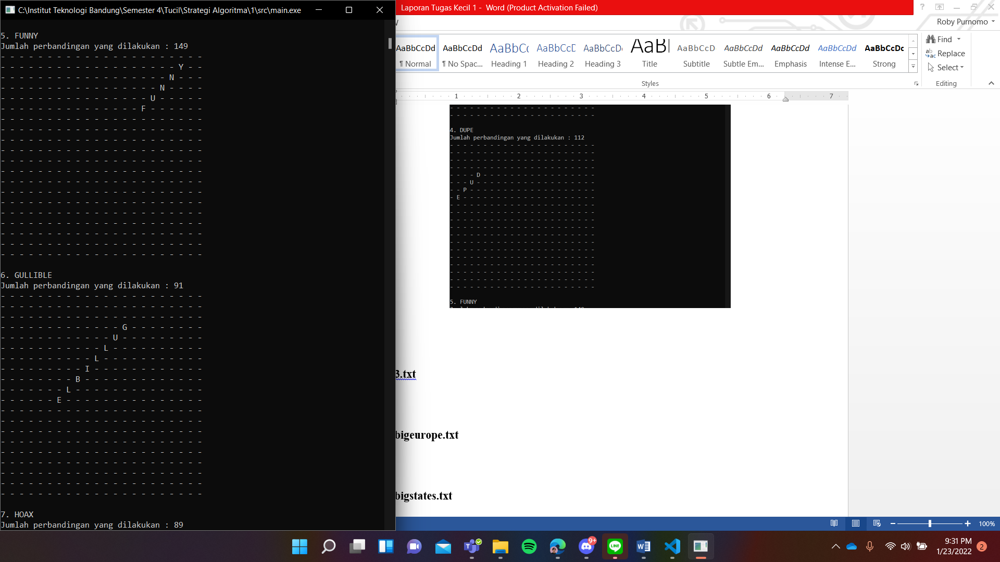 C:\Institut Teknologi Bandung\Semester 4\Tucil\Strategi Algoritma\1\src\main.exe
5. FUNNY
Jumlah perbandingan yang dilakukan : 149
- - - - - - - - - - - - - - - - - - - - - -
- - - - - - - - - - - - - - - - - - - Y - -
- - - - - - - - - - - - - - - - - - N - - -
- - - - - - - - - - - - - - - - - N - - - -
- - - - - - - - - - - - - - - - U - - - - -
- - - - - - - - - - - - - - - F - - - - - -
- - - - - - - - - - - - - - - - - - - - - -
- - - - - - - - - - - - - - - - - - - - - -
- - - - - - - - - - - - - - - - - - - - - -
- - - - - - - - - - - - - - - - - - - - - -
- - - - - - - - - - - - - - - - - - - - - -
- - - - - - - - - - - - - - - - - - - - - -
- - - - - - - - - - - - - - - - - - - - - -
- - - - - - - - - - - - - - - - - - - - - -
- - - - - - - - - - - - - - - - - - - - - -
- - - - - - - - - - - - - - - - - - - - - -
- - - - - - - - - - - - - - - - - - - - - -
- - - - - - - - - - - - - - - - - - - - - -
- - - - - - - - - - - - - - - - - - - - - -
- - - - - - - - - - - - - - - - - - - - - -
6. GULLIBLE
Jumlah perbandingan yang dilakukan : 91
- - - - - - - - - - - - - - - - - - - - - -
- - - - - - - - - - - - - - - - - - - - - -
- - - - - - - - - - - - - - - - - - - - - -
- - - - - - - - - - - - - G - - - - - - - -
- - - - - - - - - - - - U - - - - - - - - -
- - - - - - - - - - - L - - - - - - - - - -
- - - - - - - - - - L - - - - - - - - - - -
- - - - - - - - - I - - - - - - - - - - - -
- - - - - - - - B - - - - - - - - - - - - -
- - - - - - - L - - - - - - - - - - - - - -
- - - - - - E - - - - - - - - - - - - - - -
- - - - - - - - - - - - - - - - - - - - - -
- - - - - - - - - - - - - - - - - - - - - -
- - - - - - - - - - - - - - - - - - - - - -
- - - - - - - - - - - - - - - - - - - - - -
- - - - - - - - - - - - - - - - - - - - - -
- - - - - - - - - - - - - - - - - - - - - -
- - - - - - - - - - - - - - - - - - - - - -
- - - - - - - - - - - - - - - - - - - - - -
- - - - - - - - - - - - - - - - - - - - - -
7. HOAX
Jumlah perbandingan yang dilakukan : 89
Laporan Tugas Kecil 1 - Word (Product Activation Failed)
Roby Purnomo
AaBbCcDd AaBbCcDd AaBbCc AaBbCcD AaBbCcD AaB AaBbCcD AaBbCcDd AaBbCcDd AaBbCcDd AaBbCcDd
¶ Normal ¶ No Spac... Heading 1 Heading 2 Heading 3 Title Subtitle Subtle Em... Emphasis Intense E... Strong
Find
Replace
Select
Styles
Editing
1 2 3 4 5 6 7
- - - - - - - - - - - - - - - - - - - - - -
- - - - - - - - - - - - - - - - - - - - - -
4. DUPE
Jumlah perbandingan yang dilakukan : 112
- - - - - - - - - - - - - - - - - - - - - -
- - - - - - - - - - - - - - - - - - - - - -
- - - - - - - - - - - - - - - - - - - - - -
- - - - - - - - - - - - - - - - - - - - - -
- - - - D - - - - - - - - - - - - - - - - -
- - - U - - - - - - - - - - - - - - - - - -
- - P - - - - - - - - - - - - - - - - - - -
- E - - - - - - - - - - - - - - - - - - - -
- - - - - - - - - - - - - - - - - - - - - -
- - - - - - - - - - - - - - - - - - - - - -
- - - - - - - - - - - - - - - - - - - - - -
- - - - - - - - - - - - - - - - - - - - - -
- - - - - - - - - - - - - - - - - - - - - -
- - - - - - - - - - - - - - - - - - - - - -
- - - - - - - - - - - - - - - - - - - - - -
- - - - - - - - - - - - - - - - - - - - - -
- - - - - - - - - - - - - - - - - - - - - -
- - - - - - - - - - - - - - - - - - - - - -
- - - - - - - - - - - - - - - - - - - - - -
- - - - - - - - - - - - - - - - - - - - - -
5. FUNNY
3.txt
bigeurope.txt
bigstates.txt
100%
9+
9:31 PM
1/23/2022
2